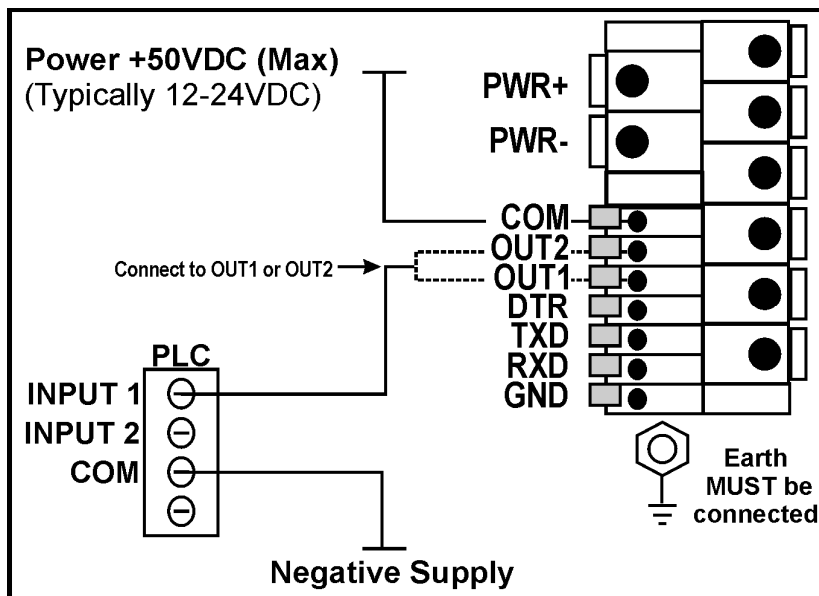 Power +50VDC (Max)
(Typically 12-24VDC)
PWR+
PWR-
COM
OUT2
OUT1
DTR
TXD
RXD
GND
Connect to OUT1 or OUT2
PLC
INPUT 1
INPUT 2
COM
Negative Supply
Earth
MUST be
connected